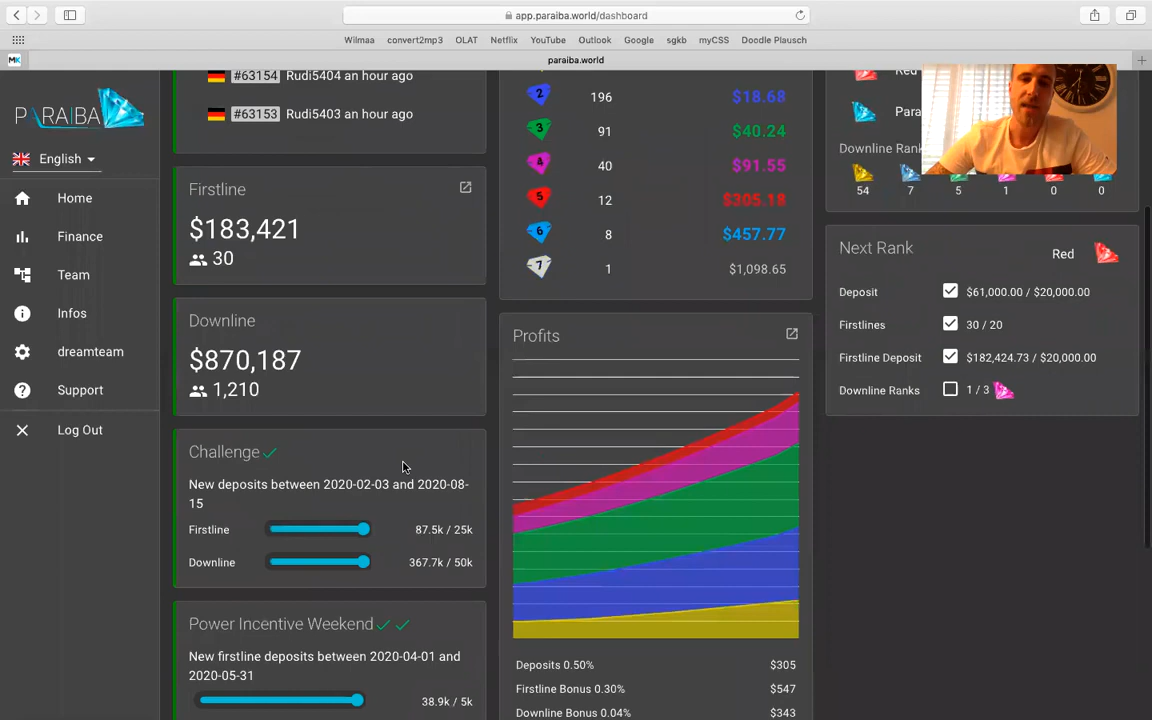 app.paraiba.world/dashboard
Wilmaa convert2mp3 OLAT Netflix YouTube Outlook Google sgkb myCSS Doodle Plausch
MK paraiba.world
PARAIBA
English
Home
Finance
Team
Infos
dreamteam
Support
Log Out
#63154 Rudi5404 an hour ago
#63153 Rudi5403 an hour ago
Firstline
$183,421
30
Downline
$870,187
1,210
Challenge
New deposits between 2020-02-03 and 2020-08-
15
Firstline 87.5k / 25k
Downline 367.7k / 50k
Power Incentive Weekend
New firstline deposits between 2020-04-01 and
2020-05-31
38.9k / 5k
2 196 $18.68
3 91 $40.24
4 40 $91.55
5 12 $305.18
6 8 $457.77
7 1 $1,098.65
Profits
Deposits 0.50% $305
Firstline Bonus 0.30% $547
Downline Bonus 0.04% $343
Red
Para
Downline Rank
54 7 5 1 0 0
Next Rank Red
Deposit $61,000.00 / $20,000.00
Firstlines 30 / 20
Firstline Deposit $182,424.73 / $20,000.00
Downline Ranks 1 / 3